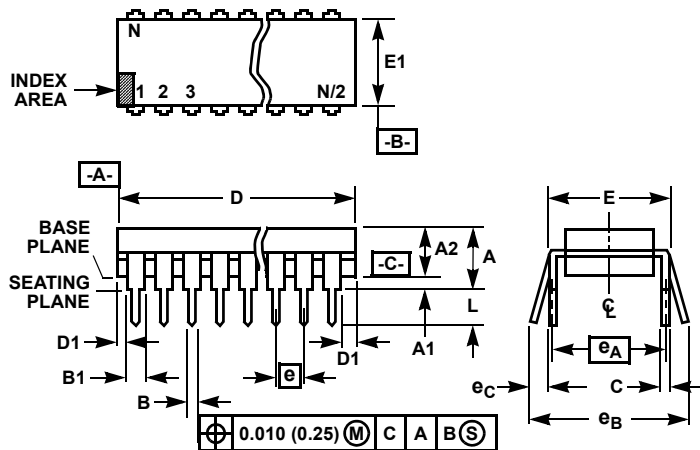 N
E1
INDEX
AREA
1 2 3 N/2
-B-
-A-
D
E
BASE
PLANE
A2
A
-C-
SEATING
PLANE
L
C
L
D1
A1
D1
eA
B1
e
eC
C
B
eB
0.010 (0.25) M C A B S